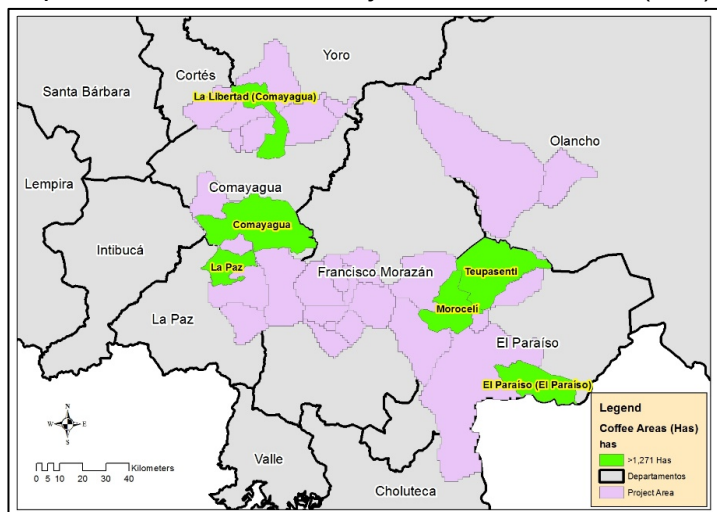 Yoro
Cortés
Santa Bárbara
La Libertad (Comayagua)
Olancho
Lempira
Comayagua
Comayagua
Intibucá
La Paz
Francisco Morazán
Teupasenti
Moroceli
La Paz
El Paraíso
El Paraiso (El Paraiso)
Legend
Coffee Areas (Has)
has
>1,271 Has
Departamentos
Project Area
N
W
E
S
Kilometers
0 5 10 20 30 40
Valle
Choluteca